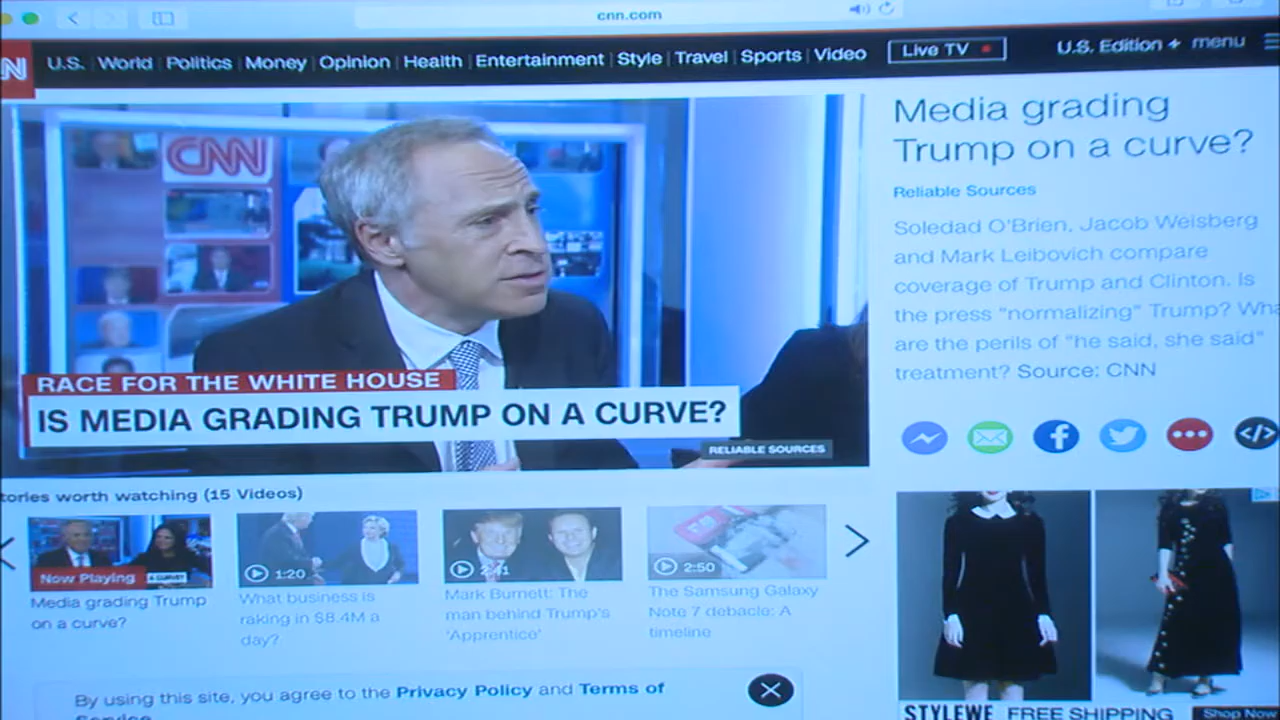 cnn.com
N U.S. World Politics Money Opinion Health Entertainment Style Travel Sports Video Live TV U.S. Edition + menu
CNN
RACE FOR THE WHITE HOUSE
IS MEDIA GRADING TRUMP ON A CURVE?
RELIABLE SOURCES
Media grading
Trump on a curve?
Reliable Sources
Soledad O'Brien, Jacob Weisberg
and Mark Leibovich compare
coverage of Trump and Clinton. Is
the press "normalizing" Trump? Wha
are the perils of "he said, she said"
treatment? Source: CNN
tories worth watching (15 Videos)
Now Playing A CURVE?
Media grading Trump
on a curve?
1:20
What business is
raking in $8.4M a
day?
2:41
Mark Burnett: The
man behind Trump's
'Apprentice'
2:50
The Samsung Galaxy
Note 7 debacle: A
timeline
By using this site, you agree to the Privacy Policy and Terms of
Service
STYLEWE FREE SHIPPING Shop Now